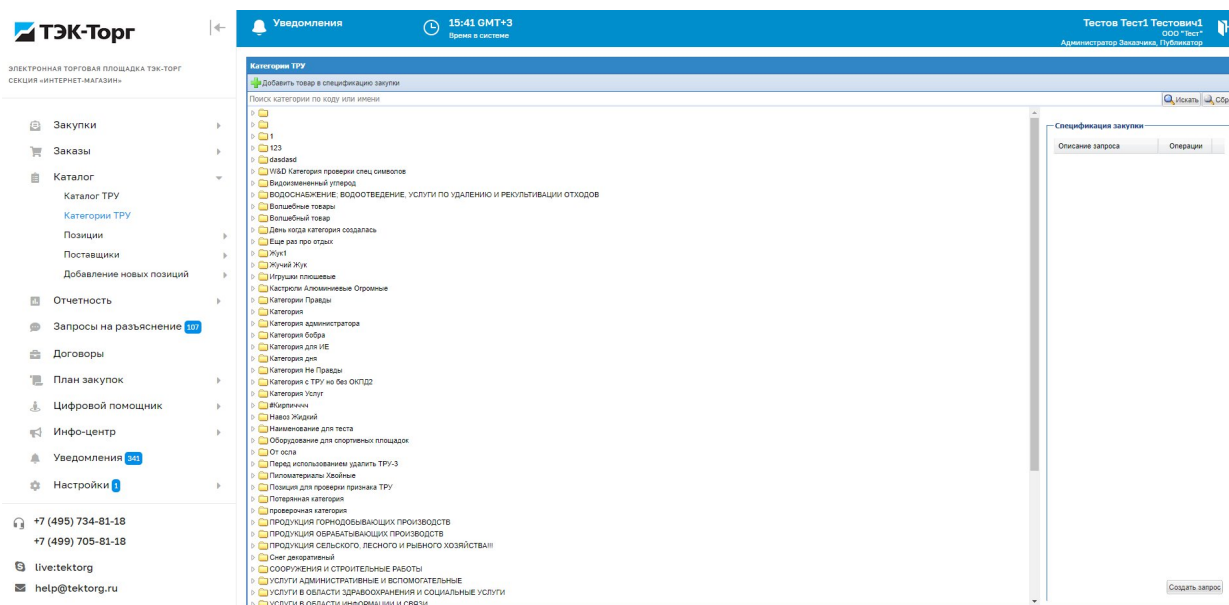 ТЭК-Торг
ЭЛЕКТРОННАЯ ТОРГОВАЯ ПЛОЩАДКА ТЭК-ТОРГ
СЕКЦИЯ «ИНТЕРНЕТ-МАГАЗИН»
Закупки
Заказы
Каталог
Каталог ТРУ
Категории ТРУ
Позиции
Поставщики
Добавление новых позиций
Отчетность
Запросы на разъяснение 107
Договоры
План закупок
Цифровой помощник
Инфо-центр
Уведомления 341
Настройки 1
+7 (495) 734-81-18
+7 (499) 705-81-18
live:tektorg
help@tektorg.ru
Уведомления
15:41 GMT+3
Время в системе
Тестов Тест1 Тестович1
ООО "Тест"
Администратор Заказчика, Публикатор
Категории ТРУ
Добавить товар в спецификацию закупки
Поиск категории по коду или имени
Искать Сбр
1
123
dasdasd
W&D Категория проверки спец символов
Видоизмененный углерод
ВОДОСНАБЖЕНИЕ; ВОДООТВЕДЕНИЕ, УСЛУГИ ПО УДАЛЕНИЮ И РЕКУЛЬТИВАЦИИ ОТХОДОВ
Волшебные товары
Волшебный товар
День когда категория создалась
Еще раз про отдых
Жук1
Жучий Жук
Игрушки плюшевые
Кастрюли Алюминиевые Огромные
Категории Правды
Категория
Категория администратора
Категория бобра
Категория для ИЕ
Категория дня
Категория Не Правды
Категория с ТРУ но без ОКПД2
Категория Услуг
#Кирпиччч
Навоз Жидкий
Наименование для теста
Оборудование для спортивных площадок
От осла
Перед использованием удалить ТРУ-3
Пиломатериалы Хвойные
Позиция для проверки признака ТРУ
Потерянная категория
проверочная категория
ПРОДУКЦИЯ ГОРНОДОБЫВАЮЩИХ ПРОИЗВОДСТВ
ПРОДУКЦИЯ ОБРАБАТЫВАЮЩИХ ПРОИЗВОДСТВ
ПРОДУКЦИЯ СЕЛЬСКОГО, ЛЕСНОГО И РЫБНОГО ХОЗЯЙСТВА!!!
Снег декоративный
СООРУЖЕНИЯ И СТРОИТЕЛЬНЫЕ РАБОТЫ
УСЛУГИ АДМИНИСТРАТИВНЫЕ И ВСПОМОГАТЕЛЬНЫЕ
УСЛУГИ В ОБЛАСТИ ЗДРАВООХРАНЕНИЯ И СОЦИАЛЬНЫЕ УСЛУГИ
УСЛУГИ В ОБЛАСТИ ИНФОРМАЦИИ И СВЯЗИ
Спецификация закупки
Описание запроса Операции
Создать запрос